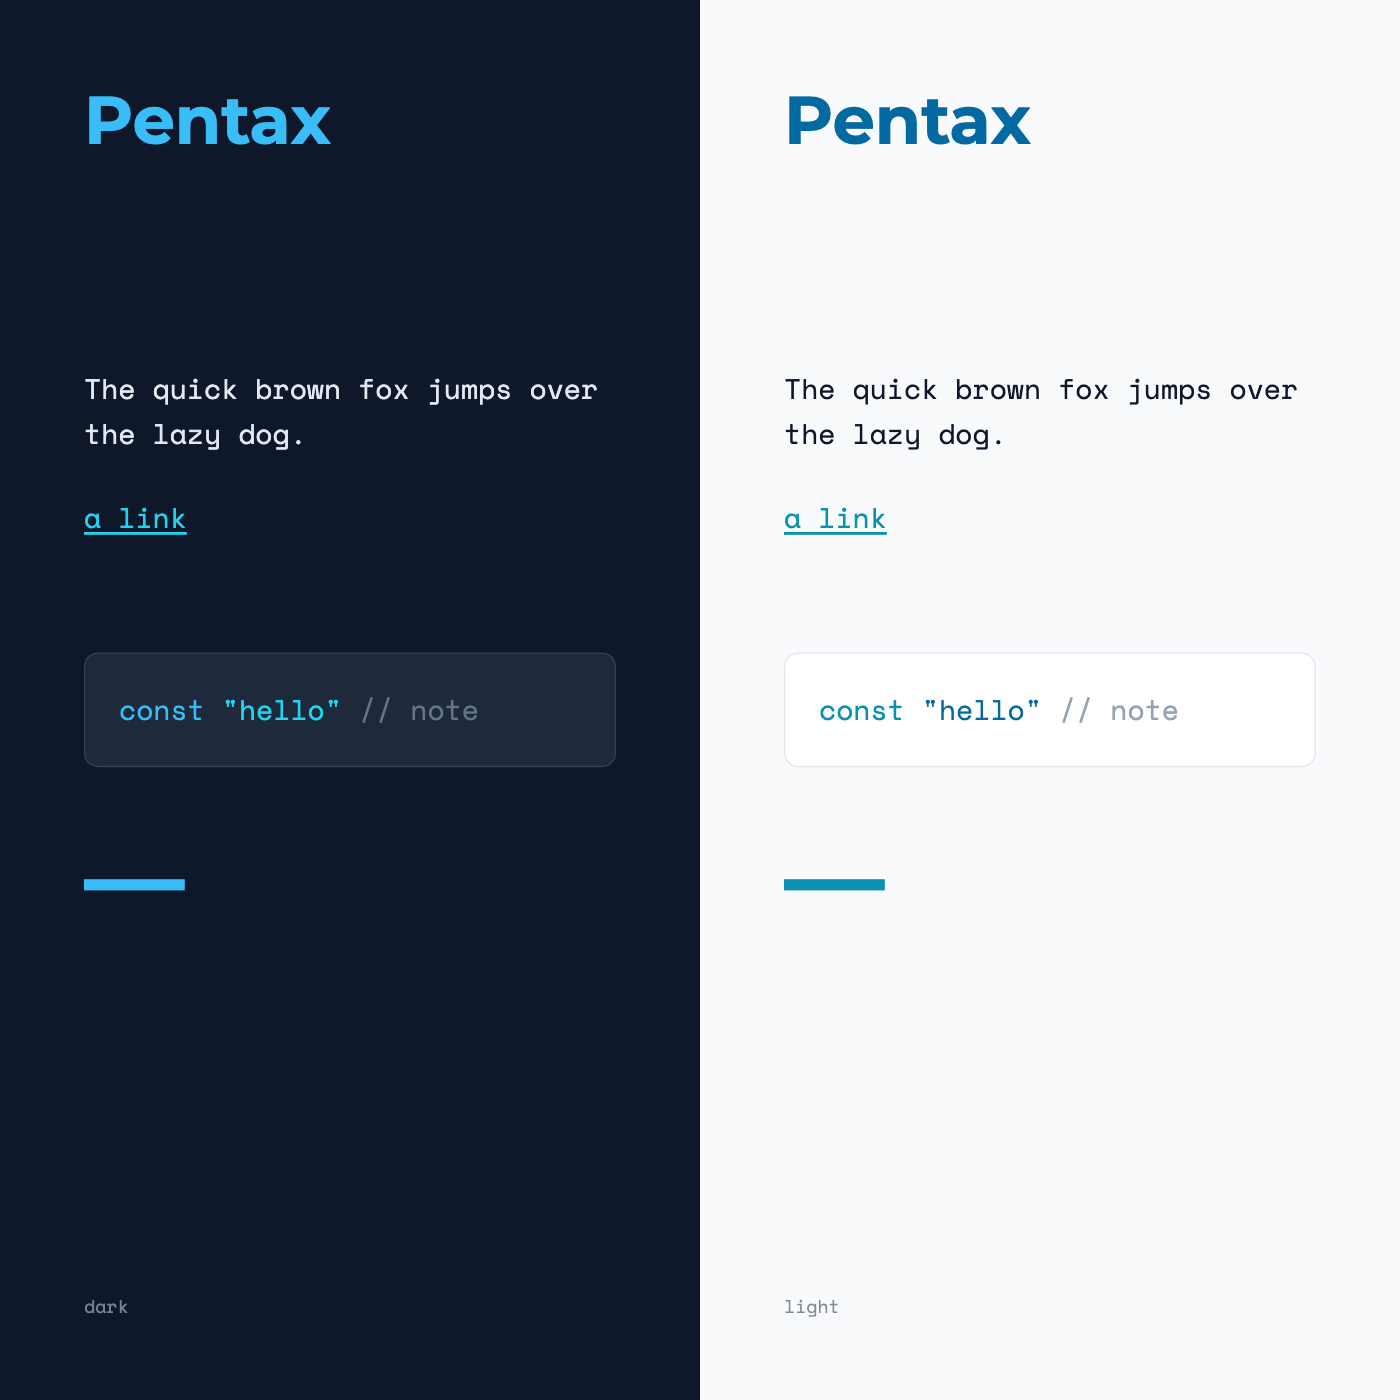 Pentax
The quick brown fox jumps over
the lazy dog.
a link
const "hello" // note
dark
Pentax
The quick brown fox jumps over
the lazy dog.
a link
const "hello" // note
light